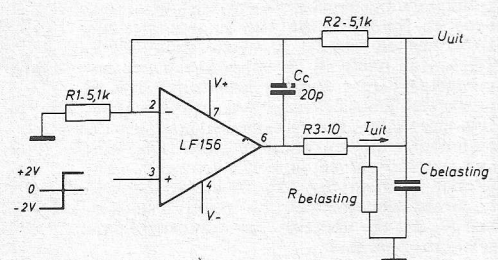 R2-5,1k
Uuit
V+
Cc
20p
R1-5,1k
2
−
7
LF156
6
R3-10
Iuit
+2V
0
−2V
3
+
4
V-
Rbelasting
Cbelasting